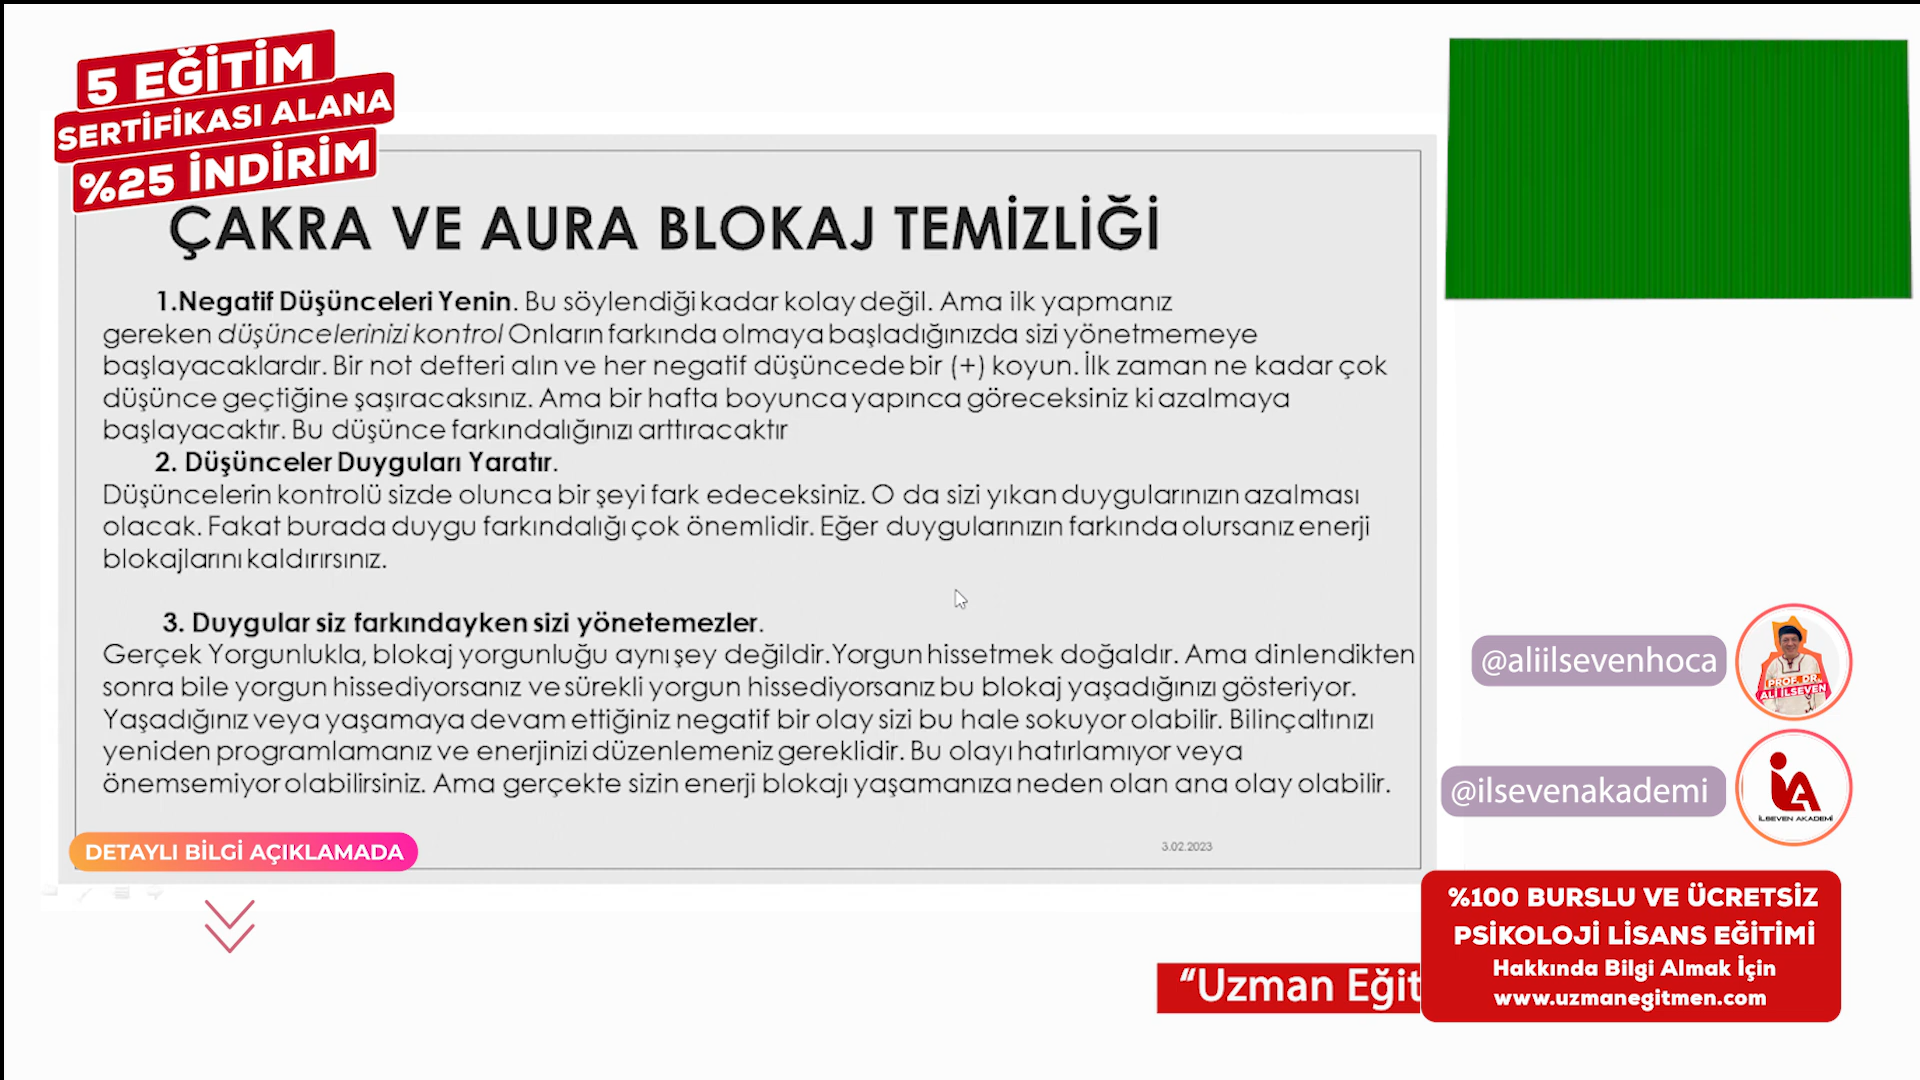 5 EĞİTİM
SERTİFİKASI ALANA
%25 İNDİRİM
ÇAKRA VE AURA BLOKAJ TEMİZLİĞİ
1.Negatif Düşünceleri Yenin. Bu söylendiği kadar kolay değil. Ama ilk yapmanız
gereken düşüncelerinizi kontrol Onların farkında olmaya başladığınızda sizi yönetmemeye
başlayacaklardır. Bir not defteri alın ve her negatif düşüncede bir (+) koyun. İlk zaman ne kadar çok
düşünce geçtiğine şaşıracaksınız. Ama bir hafta boyunca yapınca göreceksiniz ki azalmaya
başlayacaktır. Bu düşünce farkındalığınızı arttıracaktır
2. Düşünceler Duyguları Yaratır.
Düşüncelerin kontrolü sizde olunca bir şeyi fark edeceksiniz. O da sizi yıkan duygularınızın azalması
olacak. Fakat burada duygu farkındalığı çok önemlidir. Eğer duygularınızın farkında olursanız enerji
blokajlarını kaldırırsınız.
3. Duygular siz farkındayken sizi yönetemezler.
Gerçek Yorgunlukla, blokaj yorgunluğu aynı şey değildir.Yorgun hissetmek doğaldır. Ama dinlendikten
sonra bile yorgun hissediyorsanız ve sürekli yorgun hissediyorsanız bu blokaj yaşadığınızı gösteriyor.
Yaşadığınız veya yaşamaya devam ettiğiniz negatif bir olay sizi bu hale sokuyor olabilir. Bilinçaltınızı
yeniden programlamanız ve enerjinizi düzenlemeniz gereklidir. Bu olayı hatırlamıyor veya
önemsemiyor olabilirsiniz. Ama gerçekte sizin enerji blokajı yaşamanıza neden olan ana olay olabilir.
3.02.2023
DETAYLI BİLGİ AÇIKLAMADA
@aliilsevenhoca
PROF. DR.
ALİ İLSEVEN
@ilsevenakademi
İLSEVEN AKADEMİ
%100 BURSLU VE ÜCRETSİZ
PSİKOLOJİ LİSANS EĞİTİMİ
Hakkında Bilgi Almak İçin
www.uzmanegitmen.com
“Uzman Eğit